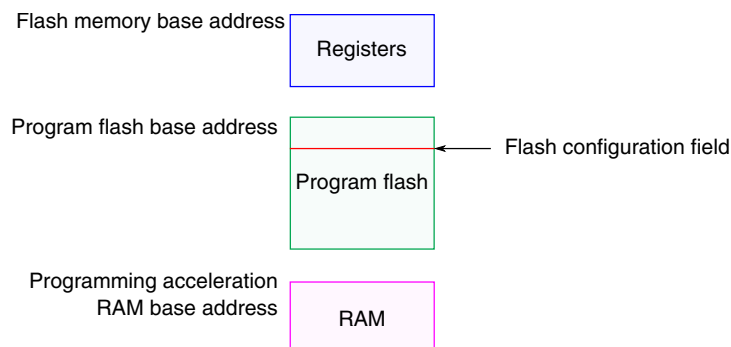 Flash memory base address
Registers
Program flash base address
Flash configuration field
Program flash
Programming acceleration
RAM base address
RAM